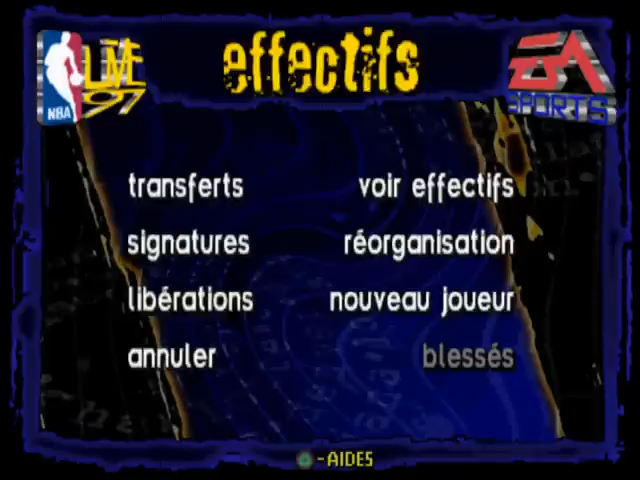 NBA
LIVE
97
effectifs
EA
SPORTS
transferts
voir effectifs
signatures
réorganisation
libérations
nouveau joueur
annuler
blessés
-AIDES